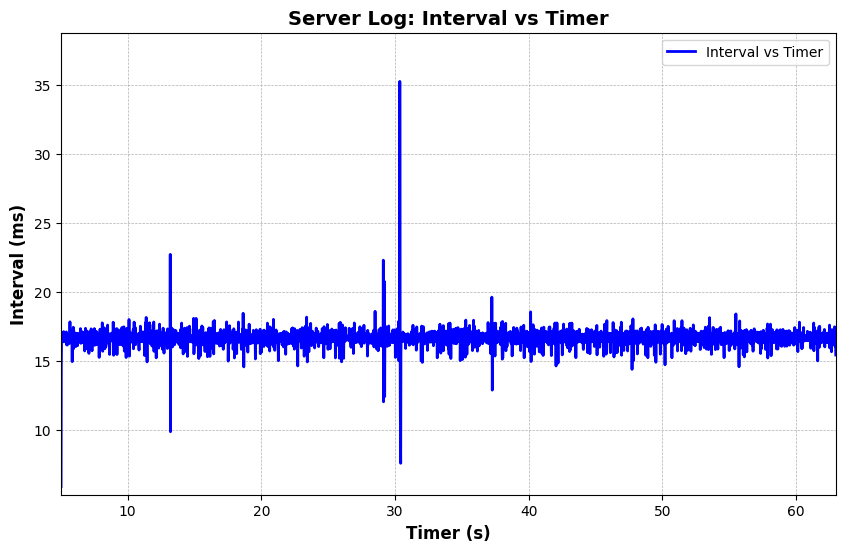 Server Log: Interval vs Timer
Interval vs Timer
35
30
25
20
15
10
Interval (ms)
10 20 30 40 50 60
Timer (s)